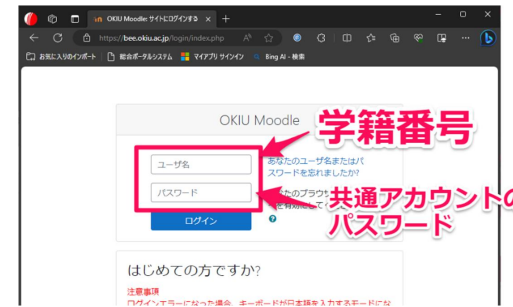 OKIU Moodle: サイトにログインする
https://bee.okiu.ac.jp/login/index.php
お気に入りのインポート
総合ポータルシステム
マイアプリ サインイン
Bing AI - 検索
OKIU Moodle
学籍番号
ユーザ名
あなたのユーザ名またはパ
スワードを忘れましたか?
パスワード
なたのブラウザ
共通アカウントの
パスワード
ログイン
はじめての方ですか?
注意事項
ログインエラーになった場合、キーボードが日本語を入力するモードにな